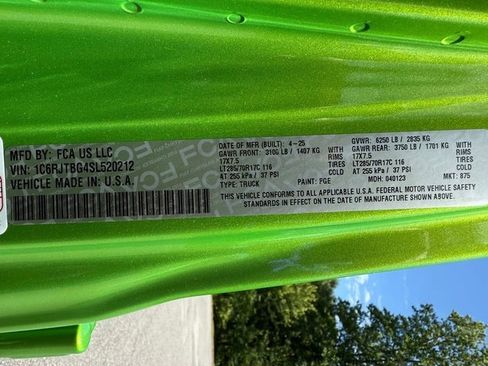 MFD BY: FCA US LLC
VIN: 1C6RJTBG4SL520212
VEHICLE MADE IN: U.S.A.
DATE OF MFR (BUILT): 4-25 GVWR: 6250 LB / 2835 KG
GAWR FRONT: 3100 LB / 1407 KG WITH GAWR REAR: 3750 LB / 1701 KG WITH
17X7.5 RIMS 17X7.5 RIMS
LT285/70R17C 116 TIRES LT285/70R17C 116 TIRES
AT 255 kPa / 37 PSI AT 255 kPa / 37 PSI
TYPE: TRUCK PAINT: PGE MDH: 040123 MKT: 875
THIS VEHICLE CONFORMS TO ALL APPLICABLE U.S.A. FEDERAL MOTOR VEHICLE SAFETY
STANDARDS IN EFFECT ON THE DATE OF MANUFACTURE SHOWN ABOVE.